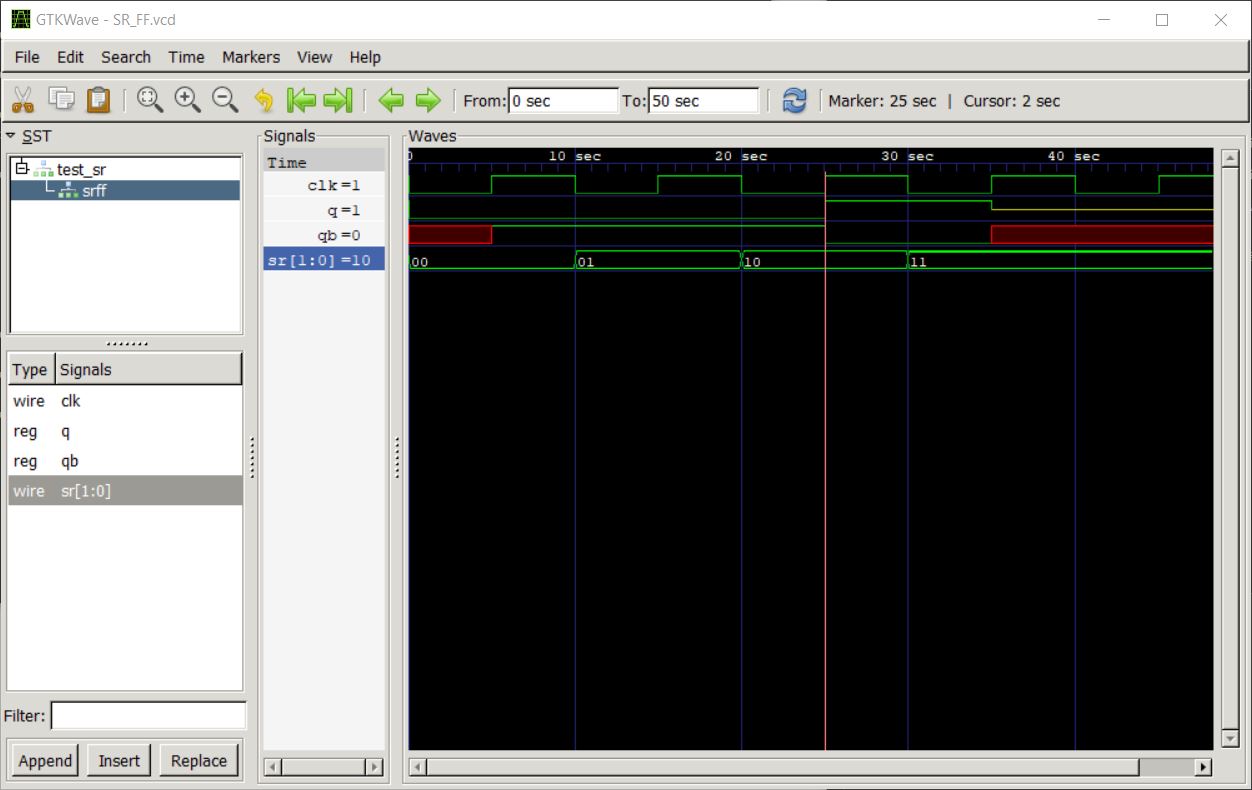 GTKWave - SR_FF.vcd
File Edit Search Time Markers View Help
From: 0 sec To: 50 sec Marker: 25 sec | Cursor: 2 sec
SST
test_sr
srff
Type Signals
wire clk
reg q
reg qb
wire sr[1:0]
Filter:
Append Insert Replace
Signals
Time
clk=1
q=1
qb=0
sr[1:0]=10
Waves
0 10 sec 20 sec 30 sec 40 sec
00 01 10 11